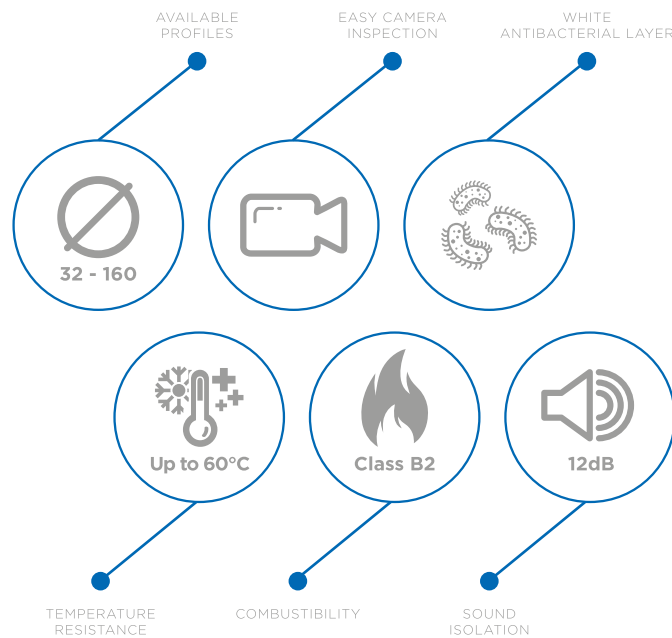 AVAILABLE
PROFILES
EASY CAMERA
INSPECTION
WHITE
ANTIBACTERIAL LAYER
32 - 160
Up to 60°C
Class B2
12dB
TEMPERATURE
RESISTANCE
COMBUSTIBILITY
SOUND
ISOLATION